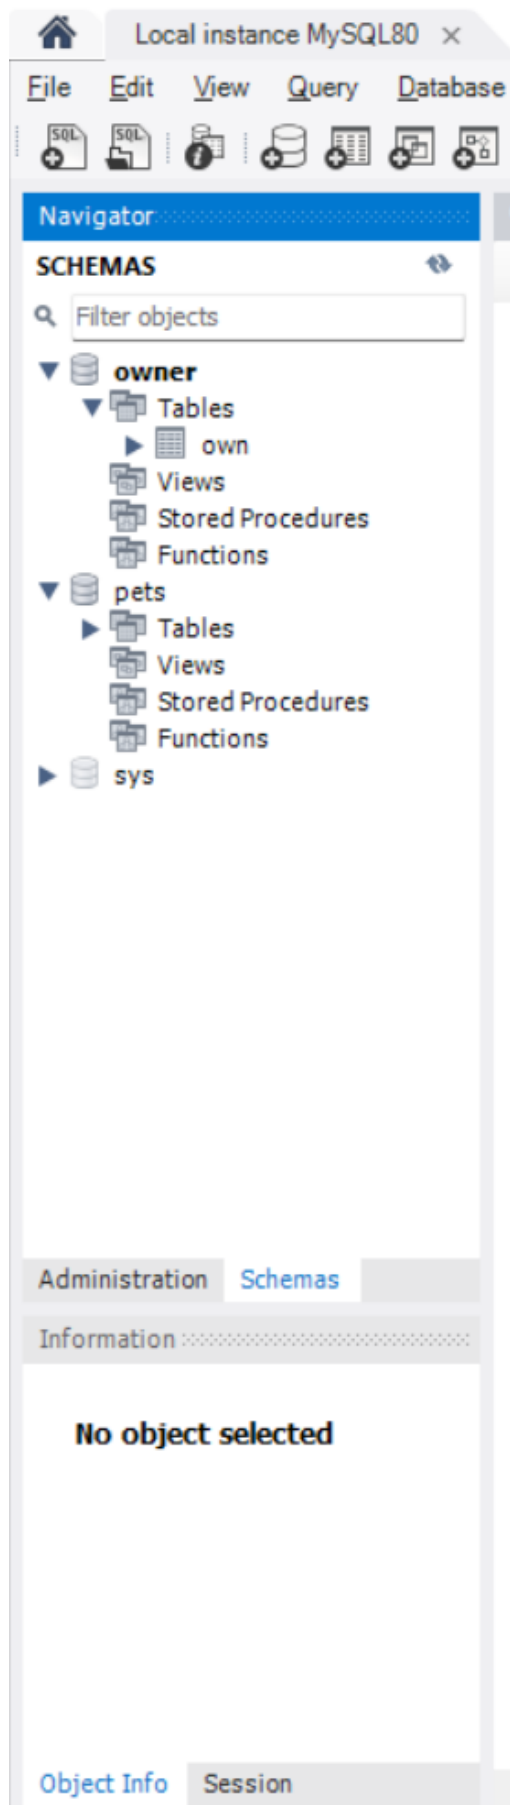 Local instance MySQL80 ×
File Edit View Query Database
SQL SQL
Navigator
SCHEMAS
Filter objects
owner
Tables
own
Views
Stored Procedures
Functions
pets
Tables
Views
Stored Procedures
Functions
sys
Administration Schemas
Information
No object selected
Object Info Session